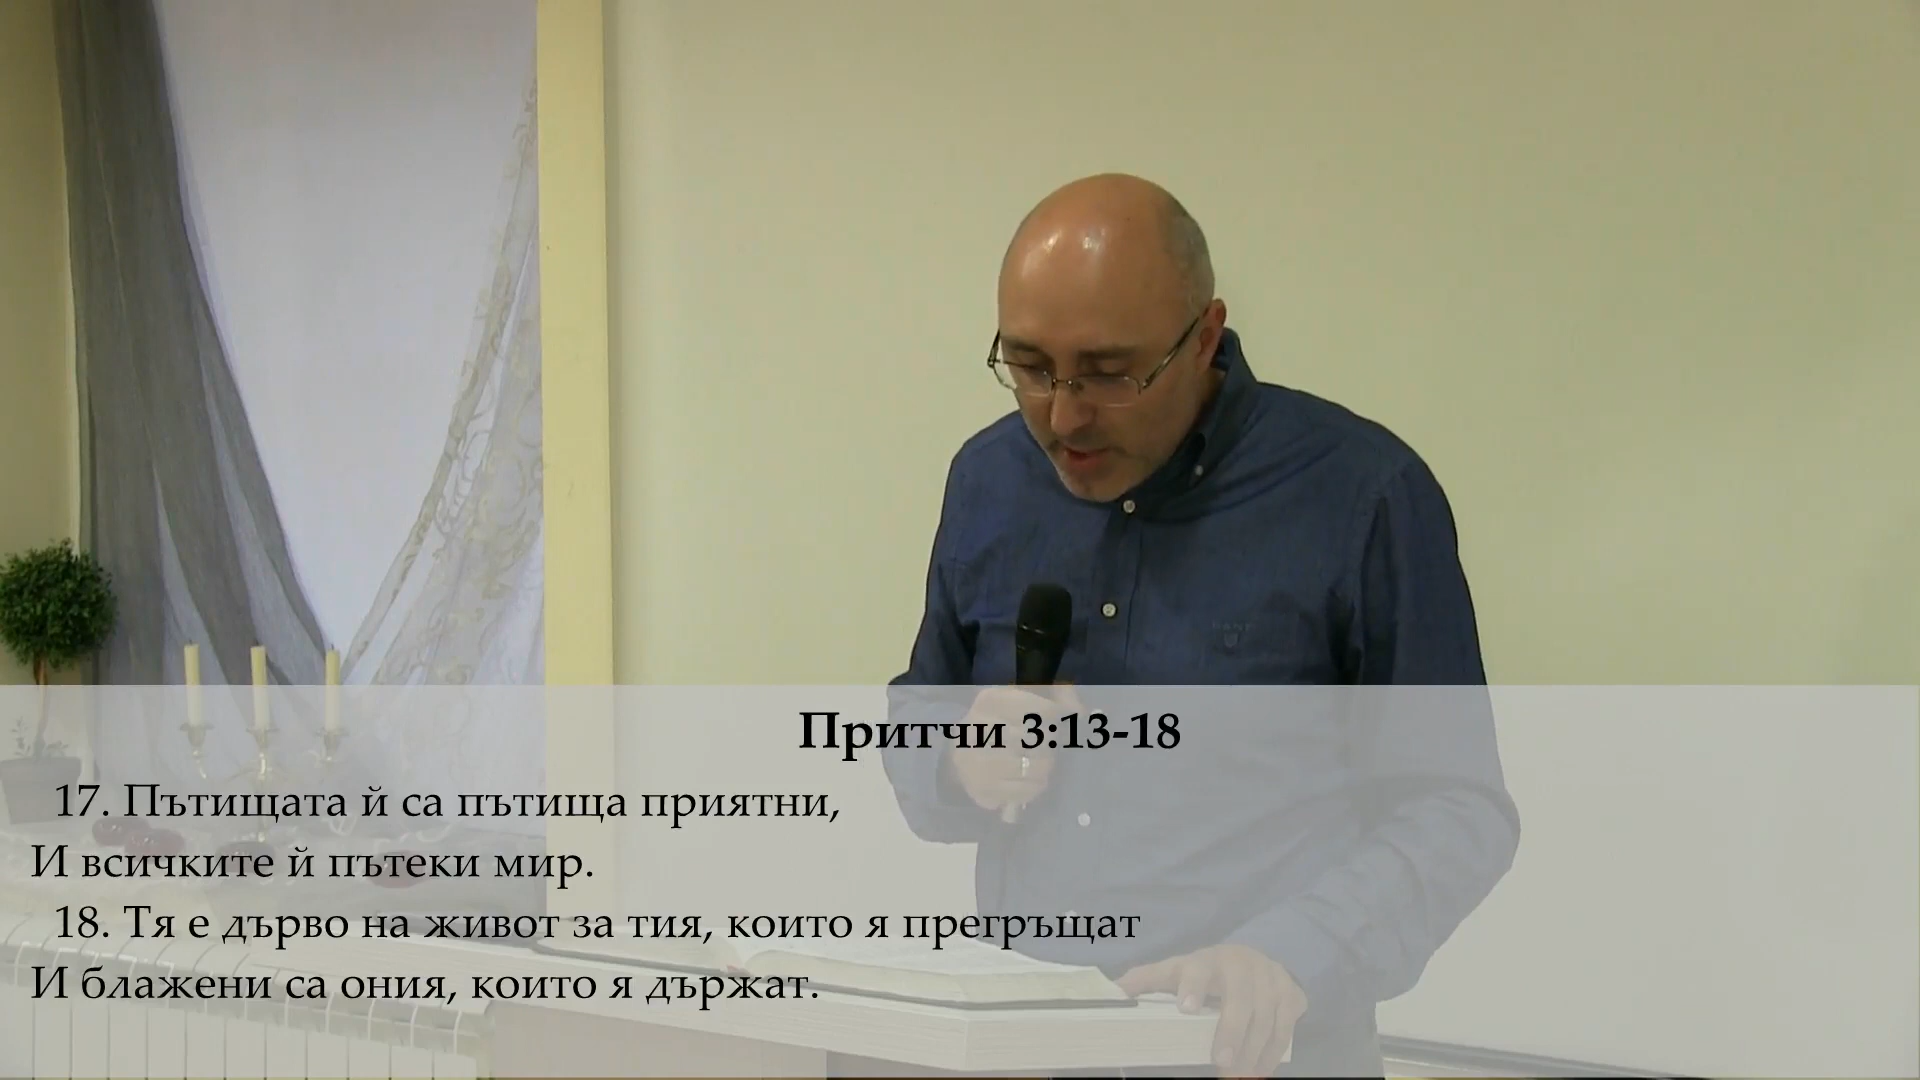 Притчи 3:13-18
17. Пътищата ѝ са пътища приятни,
И всичките ѝ пътеки мир.
18. Тя е дърво на живот за тия, които я прегръщат
И блажени са ония, които я държат.